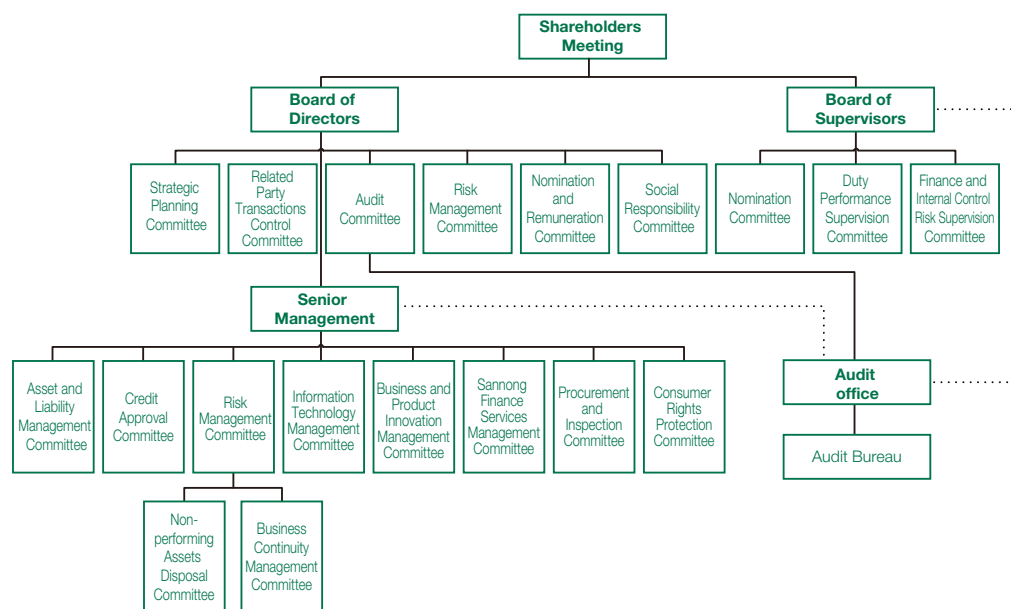 Shareholders
Meeting
Board of
Directors
Board of
Supervisors
Strategic
Planning
Committee
Related
Party
Transactions
Control
Committee
Audit
Committee
Risk
Management
Committee
Nomination
and
Remuneration
Committee
Social
Responsibility
Committee
Nomination
Committee
Duty
Performance
Supervision
Committee
Finance and
Internal Control
Risk Supervision
Committee
Senior
Management
Asset and
Liability
Management
Committee
Credit
Approval
Committee
Risk
Management
Committee
Information
Technology
Management
Committee
Business and
Product
Innovation
Management
Committee
Sannong
Finance
Services
Management
Committee
Procurement
and
Inspection
Committee
Consumer
Rights
Protection
Committee
Audit
office
Audit Bureau
Non-
performing
Assets
Disposal
Committee
Business
Continuity
Management
Committee